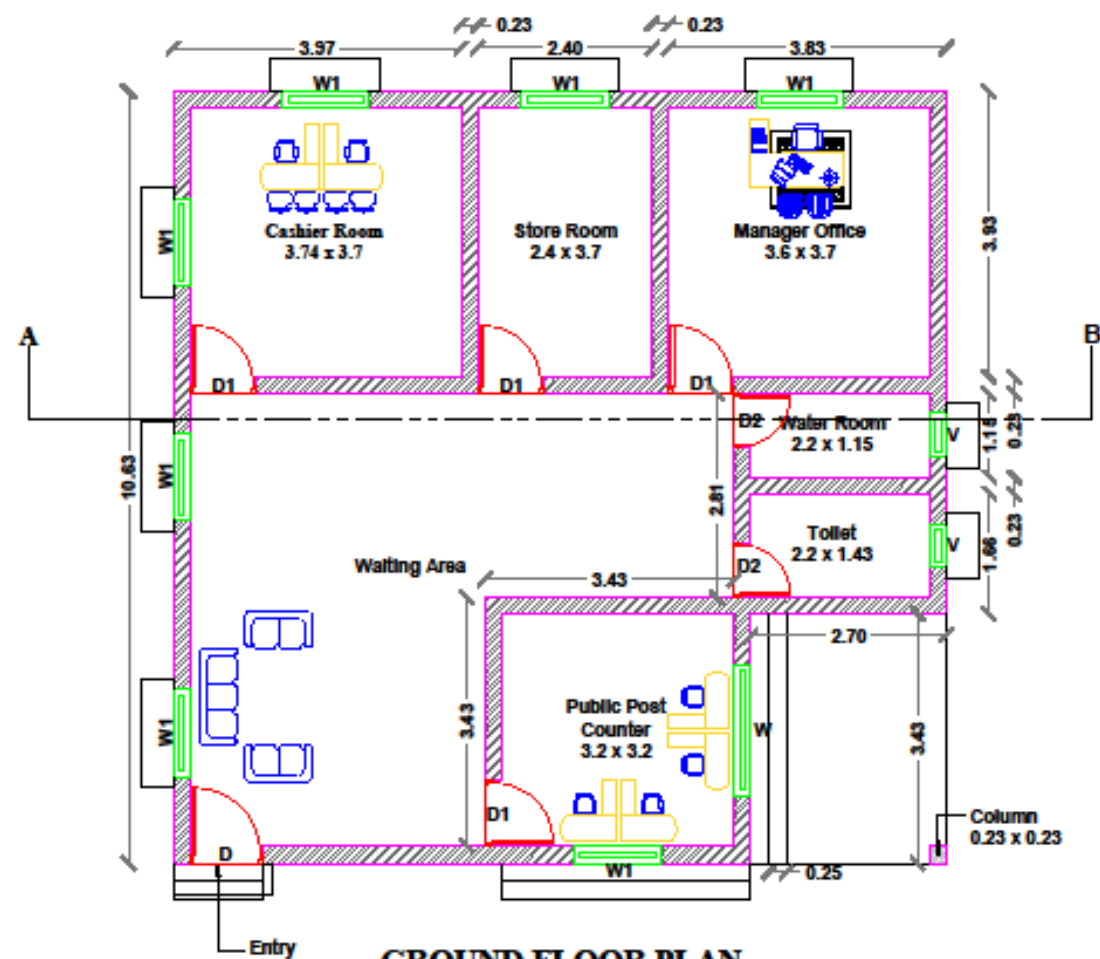 0.23
0.23
3.97
2.40
3.83
W1
W1
W1
Cashier Room
3.74 x 3.7
Store Room
2.4 x 3.7
Manager Office
3.6 x 3.7
W1
3.93
A
B
D1
D1
D1
D2
Water Room
2.2 x 1.15
V
1.15
0.23
10.63
W1
2.81
Toilet
2.2 x 1.43
V
D2
1.66
0.23
Waiting Area
3.43
2.70
Public Post
Counter
3.2 x 3.2
W
W1
3.43
3.43
D1
Column
0.23 x 0.23
D
W1
0.25
Entry
GROUND FLOOR PLAN